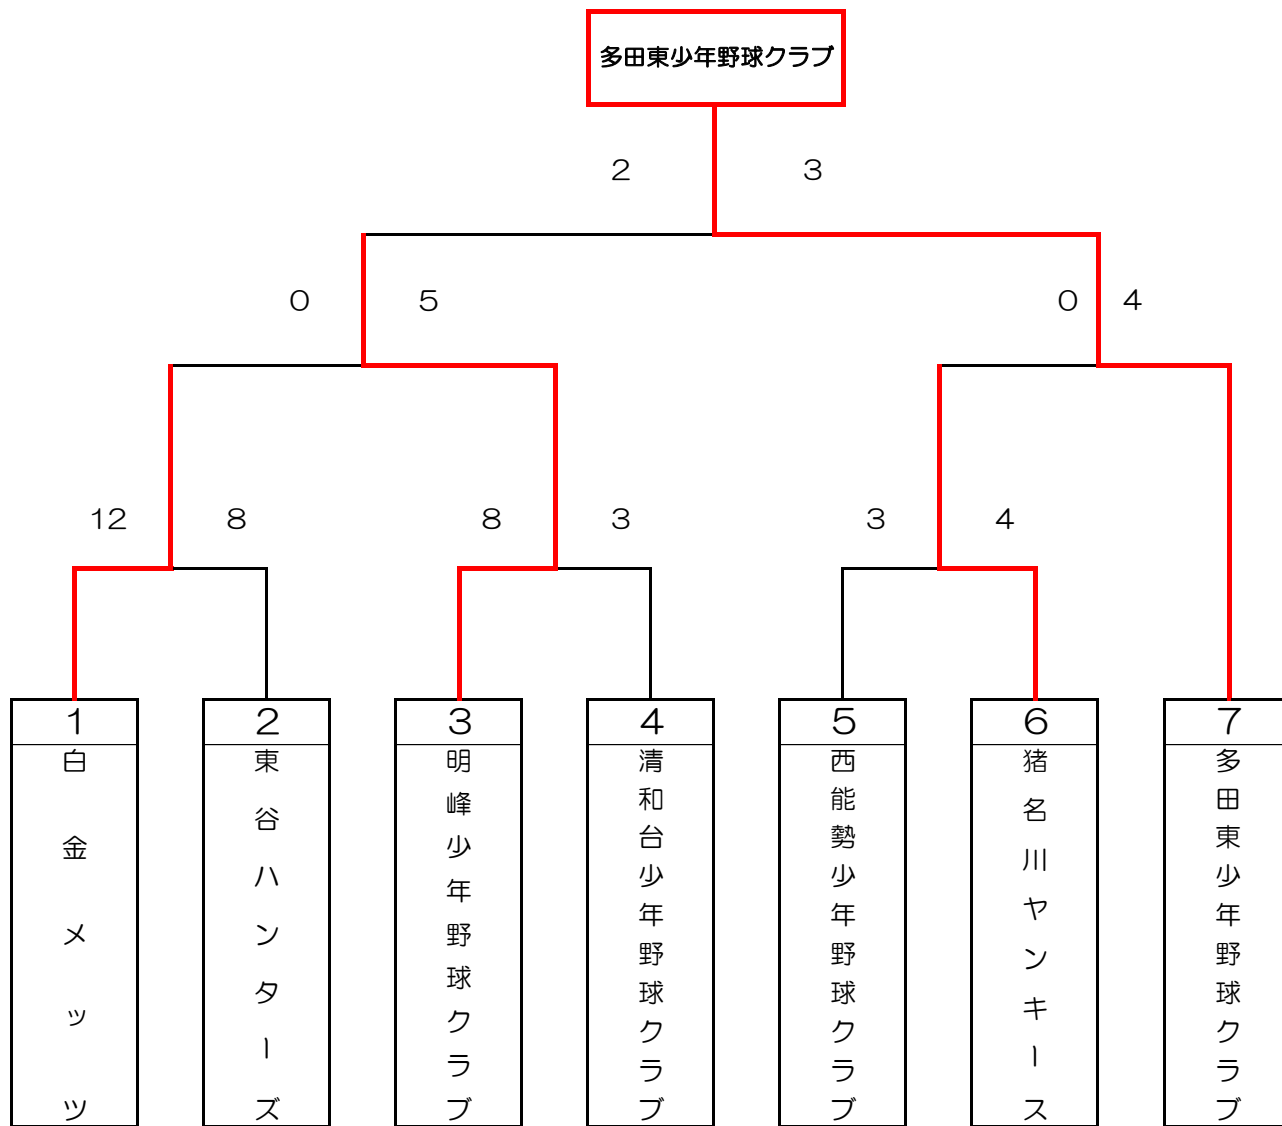 多田東少年野球クラブ
2 3
0 5 0 4
12 8 8 3 3 4
1 2 3 4 5 6 7
白金メッツ
東谷ハンターズ
明峰少年野球クラブ
清和台少年野球クラブ
西能勢少年野球クラブ
猪名川ヤンキース
多田東少年野球クラブ